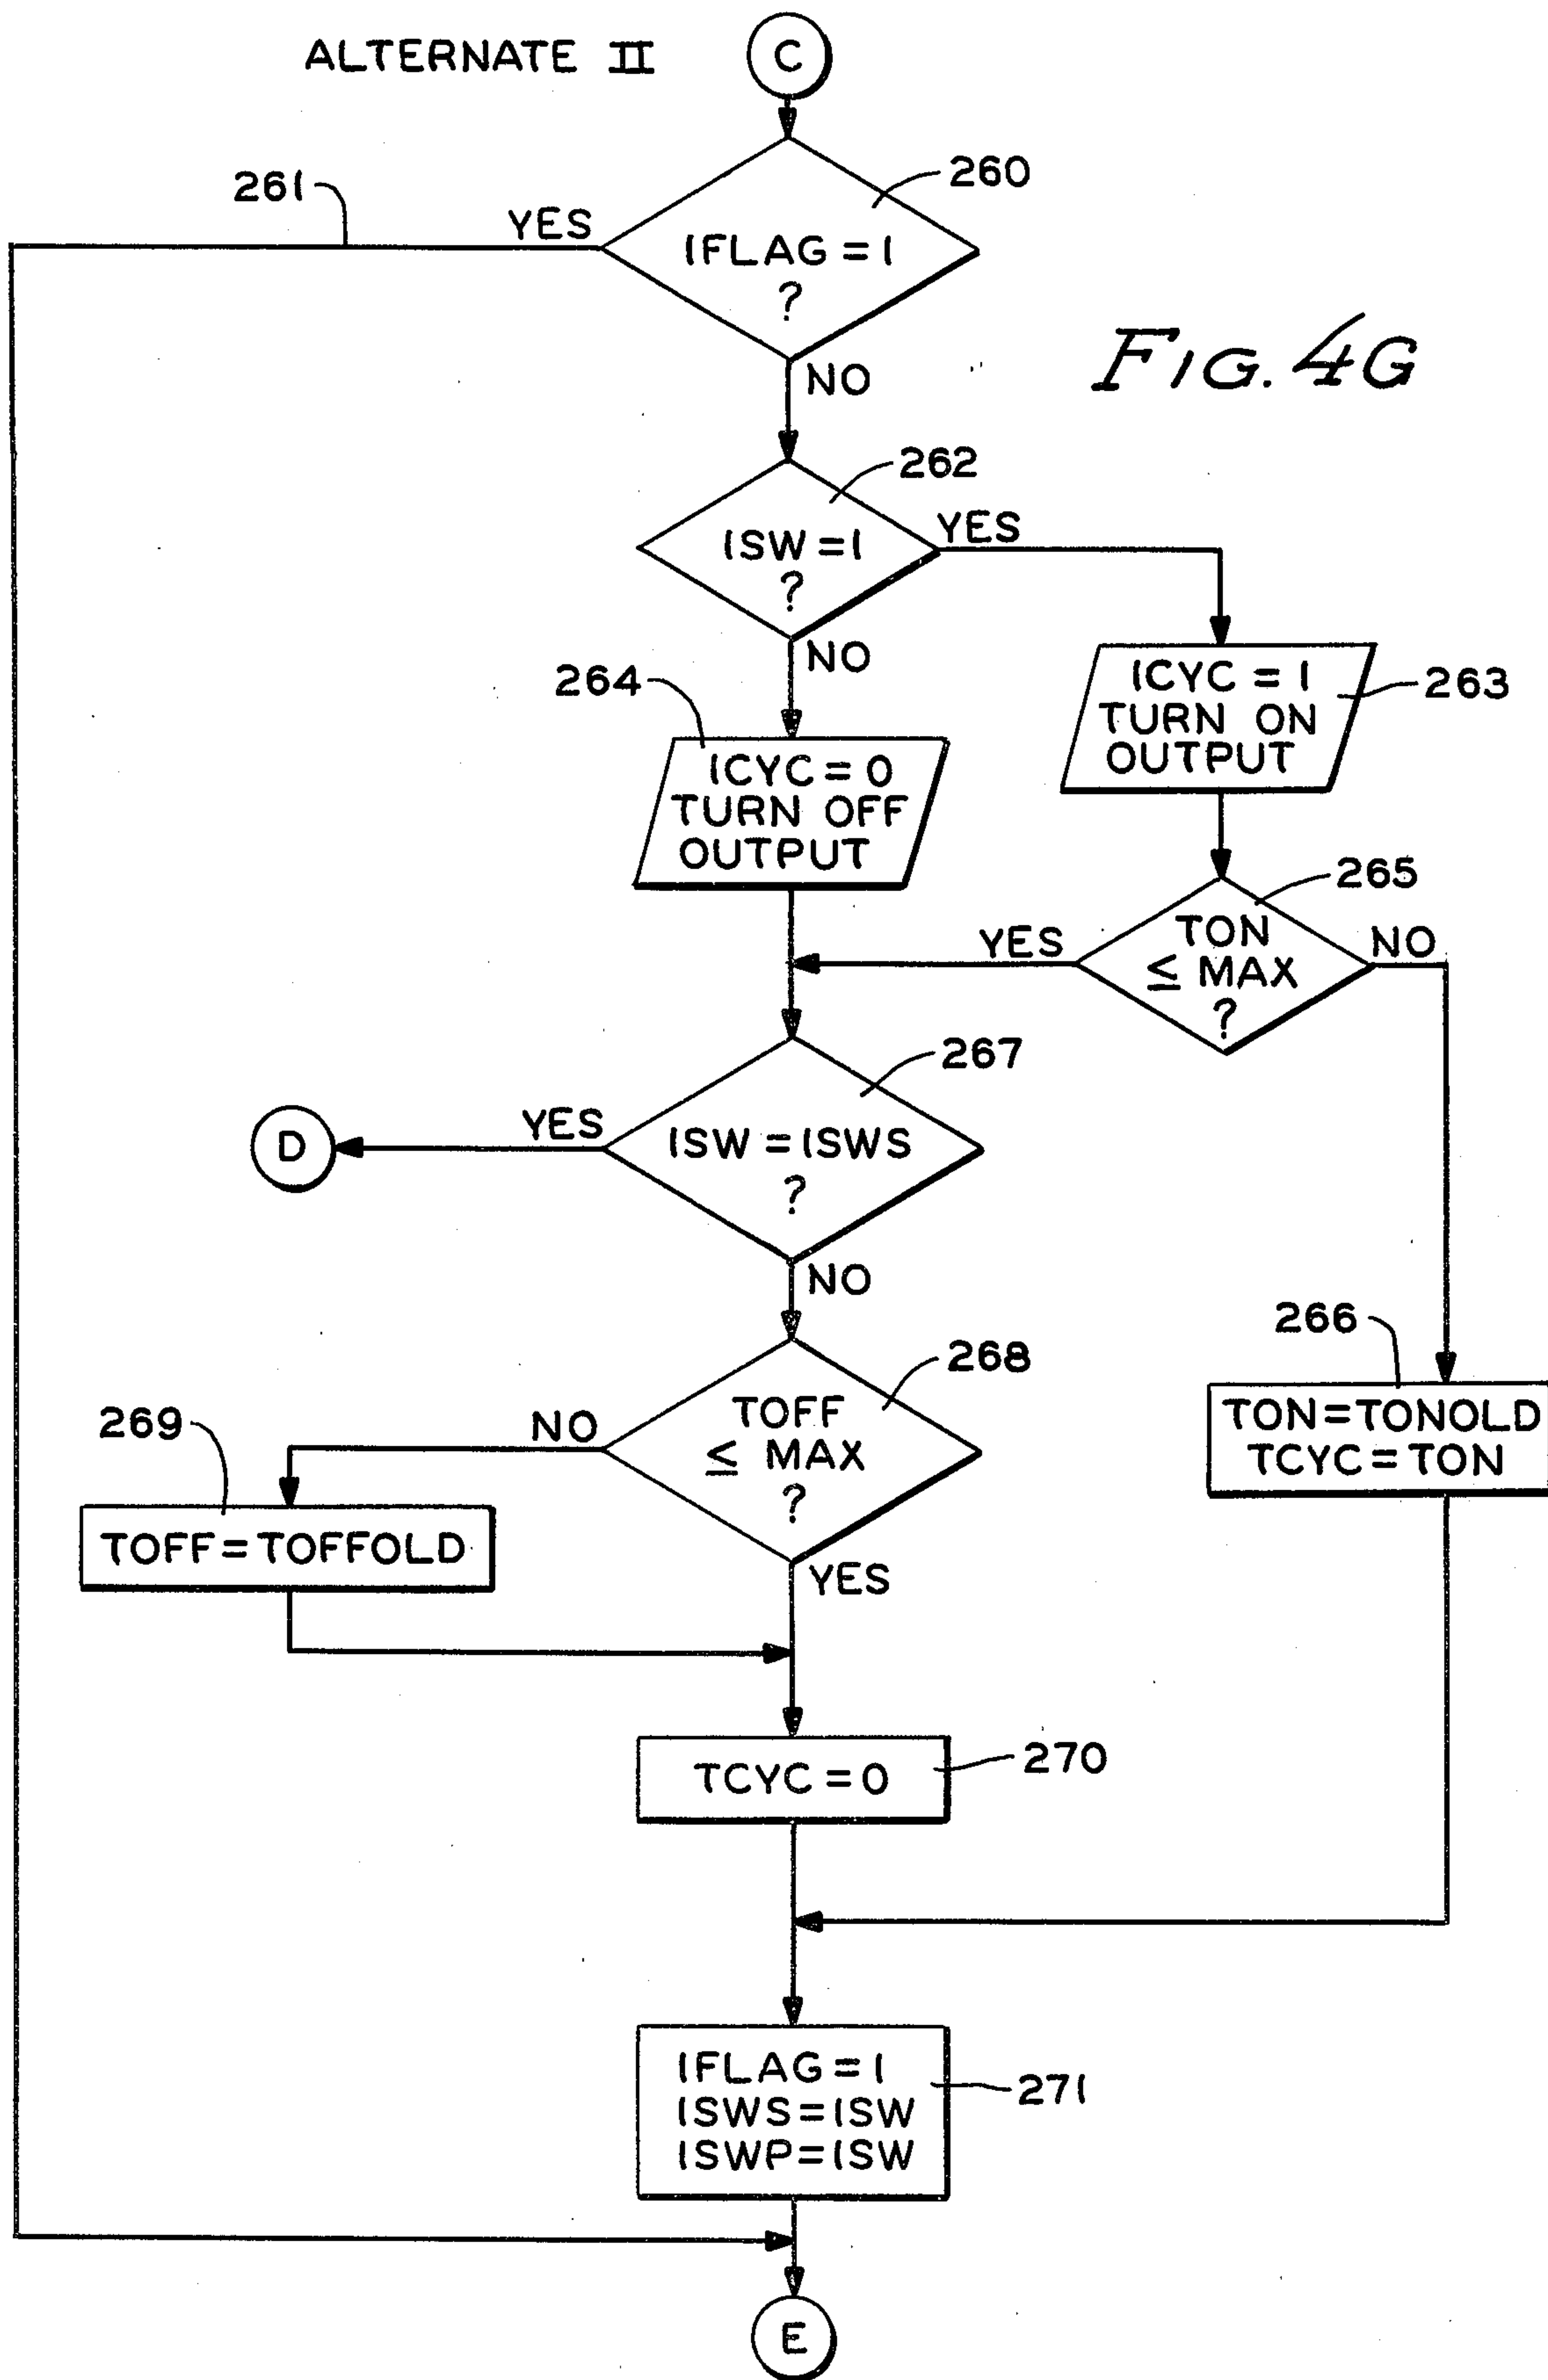 ALTERNATE II
C
260
261
YES
IFLAG = 1
?
FIG. 4G
NO
262
YES
ISW = 1
?
NO
264
ICYC = 1
TURN ON
OUTPUT
263
ICYC = 0
TURN OFF
OUTPUT
265
YES
TON
≤ MAX
?
NO
267
YES
D
ISW = ISWS
?
NO
266
268
269
NO
TOFF
≤ MAX
?
TON = TONOLD
TCYC = TON
TOFF = TOFFOLD
YES
TCYC = 0
270
IFLAG = 1
ISWS = ISW
ISWP = ISW
271
E